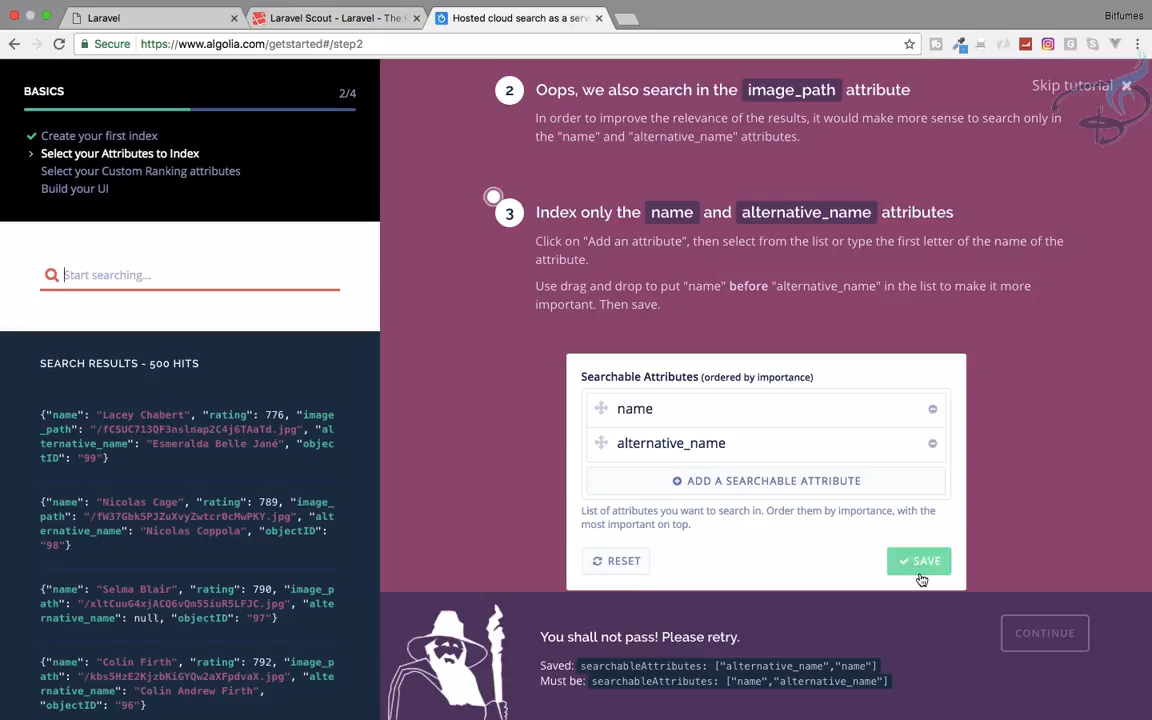 Laravel
Laravel Scout - Laravel - The P
Hosted cloud search as a serv
Bitfumes
Secure
https://www.algolia.com/getstarted#/step2
BASICS
2/4
Create your first index
Select your Attributes to Index
Select your Custom Ranking attributes
Build your UI
Start searching...
SEARCH RESULTS - 500 HITS
{"name": "Lacey Chabert", "rating": 776, "image
_path": "/fCSUC713QF3nslnap2C4j6TAaTd.jpg", "al
ternative_name": "Esmeralda Belle Jané", "objec
tID": "99"}
{"name": "Nicolas Cage", "rating": 789, "image_
path": "/fW37Gbk5PJZuXvyZwtcr0cMwPKY.jpg", "alt
ernative_name": "Nicolas Coppola", "objectID":
"98"}
{"name": "Selma Blair", "rating": 790, "image_p
ath": "/xltCuuG4xjACQ6vQm55iuR5LFJC.jpg", "alte
rnative_name": null, "objectID": "97"}
{"name": "Colin Firth", "rating": 792, "image_p
ath": "/kbs5HzE2KjzbKiGYQw2aXFpdvaX.jpg", "alte
rnative_name": "Colin Andrew Firth",
"objectID": "96"}
Skip tutorial
2 Oops, we also search in the image_path attribute
In order to improve the relevance of the results, it would make more sense to search only in
the "name" and "alternative_name" attributes.
3 Index only the name and alternative_name attributes
Click on "Add an attribute", then select from the list or type the first letter of the name of the
attribute.
Use drag and drop to put "name" before "alternative_name" in the list to make it more
important. Then save.
Searchable Attributes (ordered by importance)
name
alternative_name
ADD A SEARCHABLE ATTRIBUTE
List of attributes you want to search in. Order them by importance, with the
most important on top.
RESET
SAVE
You shall not pass! Please retry.
Saved: searchableAttributes: ["alternative_name","name"]
Must be: searchableAttributes: ["name","alternative_name"]
CONTINUE